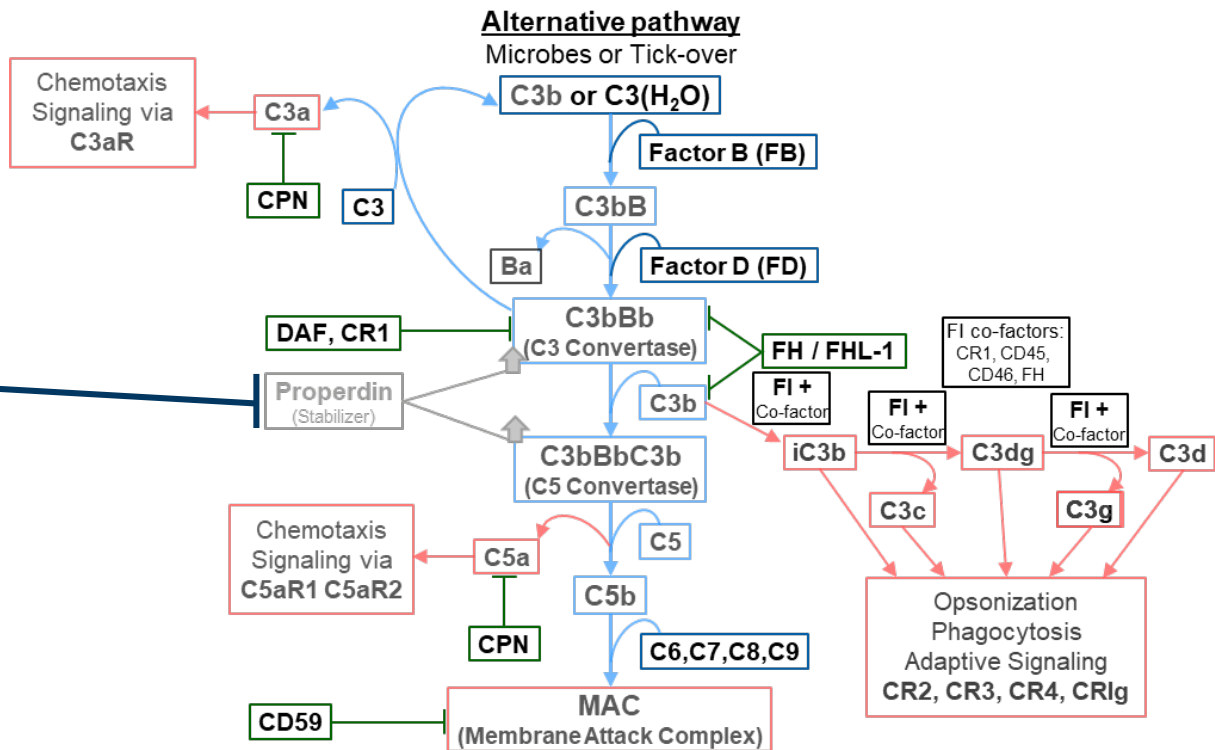 Alternative pathway
Microbes or Tick-over
Chemotaxis
Signaling via
C3aR
C3a
C3b or C3(H₂O)
Factor B (FB)
CPN
C3
C3bB
Ba
Factor D (FD)
DAF, CR1
C3bBb
(C3 Convertase)
FH / FHL-1
FI co-factors:
CR1, CD45,
CD46, FH
Properdin
(Stabilizer)
C3b
FI +
Co-factor
FI +
Co-factor
FI +
Co-factor
iC3b
C3dg
C3d
C3bBbC3b
(C5 Convertase)
C3c
C3g
Chemotaxis
Signaling via
C5aR1 C5aR2
C5a
C5
C5b
CPN
C6,C7,C8,C9
Opsonization
Phagocytosis
Adaptive Signaling
CR2, CR3, CR4, CRIg
CD59
MAC
(Membrane Attack Complex)